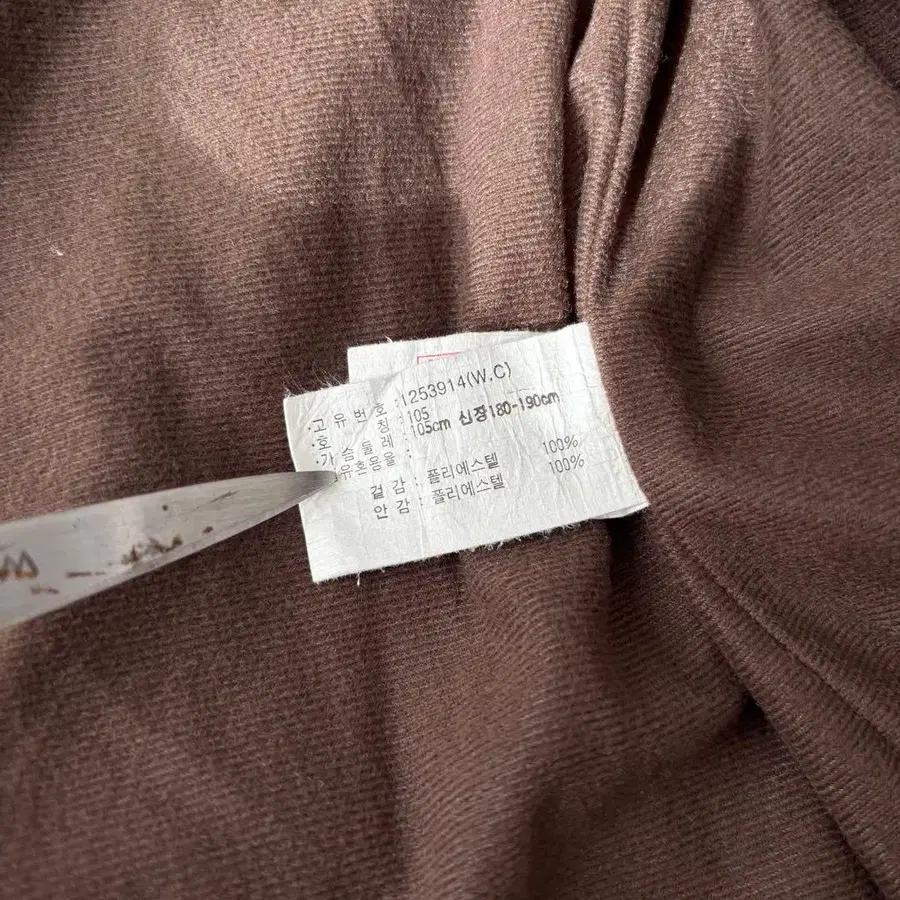 ·고 유 번 호 :1253914(W.C)
·호 칭 :105
·가 슴 둘 레 : 105cm 신장180-190cm
유혼용율 :
겉 감 : 폴리에스텔 100%
안 감 : 폴리에스텔 100%